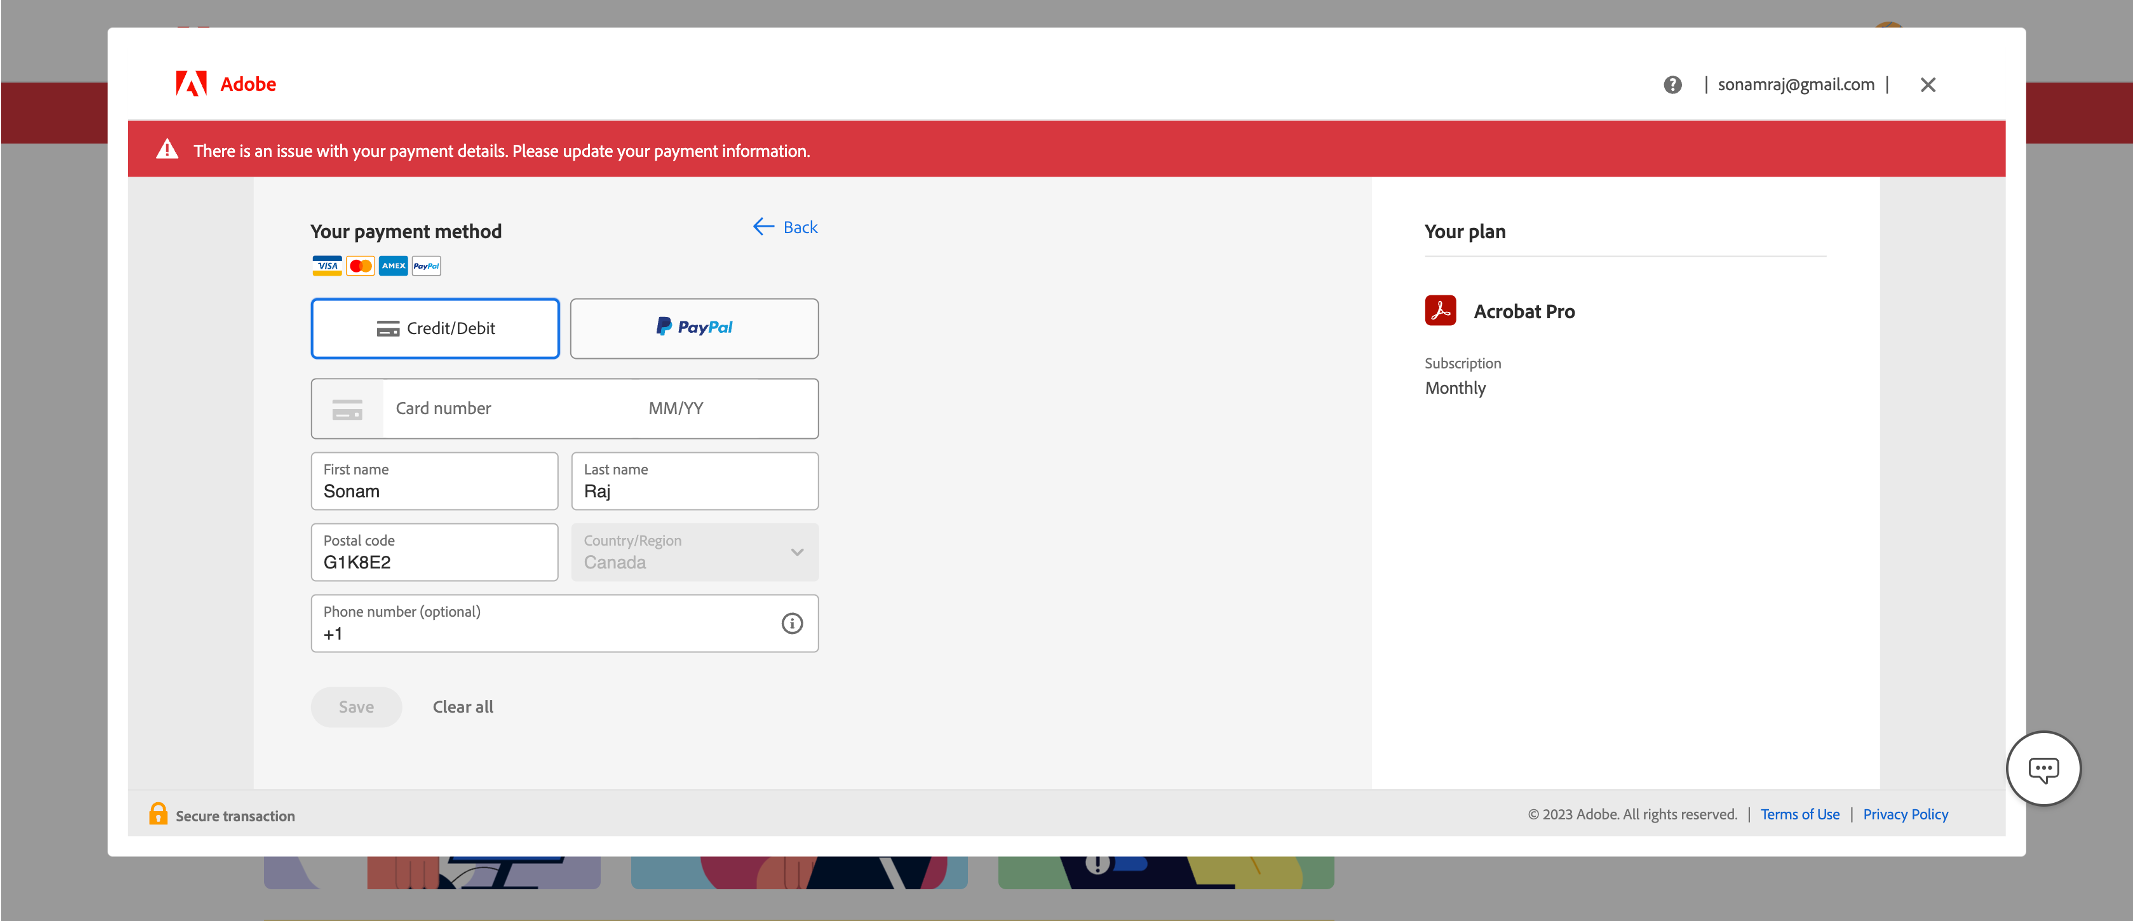 Adobe
| sonamraj@gmail.com |
There is an issue with your payment details. Please update your payment information.
Your payment method
Back
VISA AMEX PayPal
Credit/Debit
PayPal
Card number MM/YY
First name
Sonam
Last name
Raj
Postal code
G1K8E2
Country/Region
Canada
Phone number (optional)
+1
Save Clear all
Your plan
Acrobat Pro
Subscription
Monthly
Secure transaction
© 2023 Adobe. All rights reserved. | Terms of Use | Privacy Policy